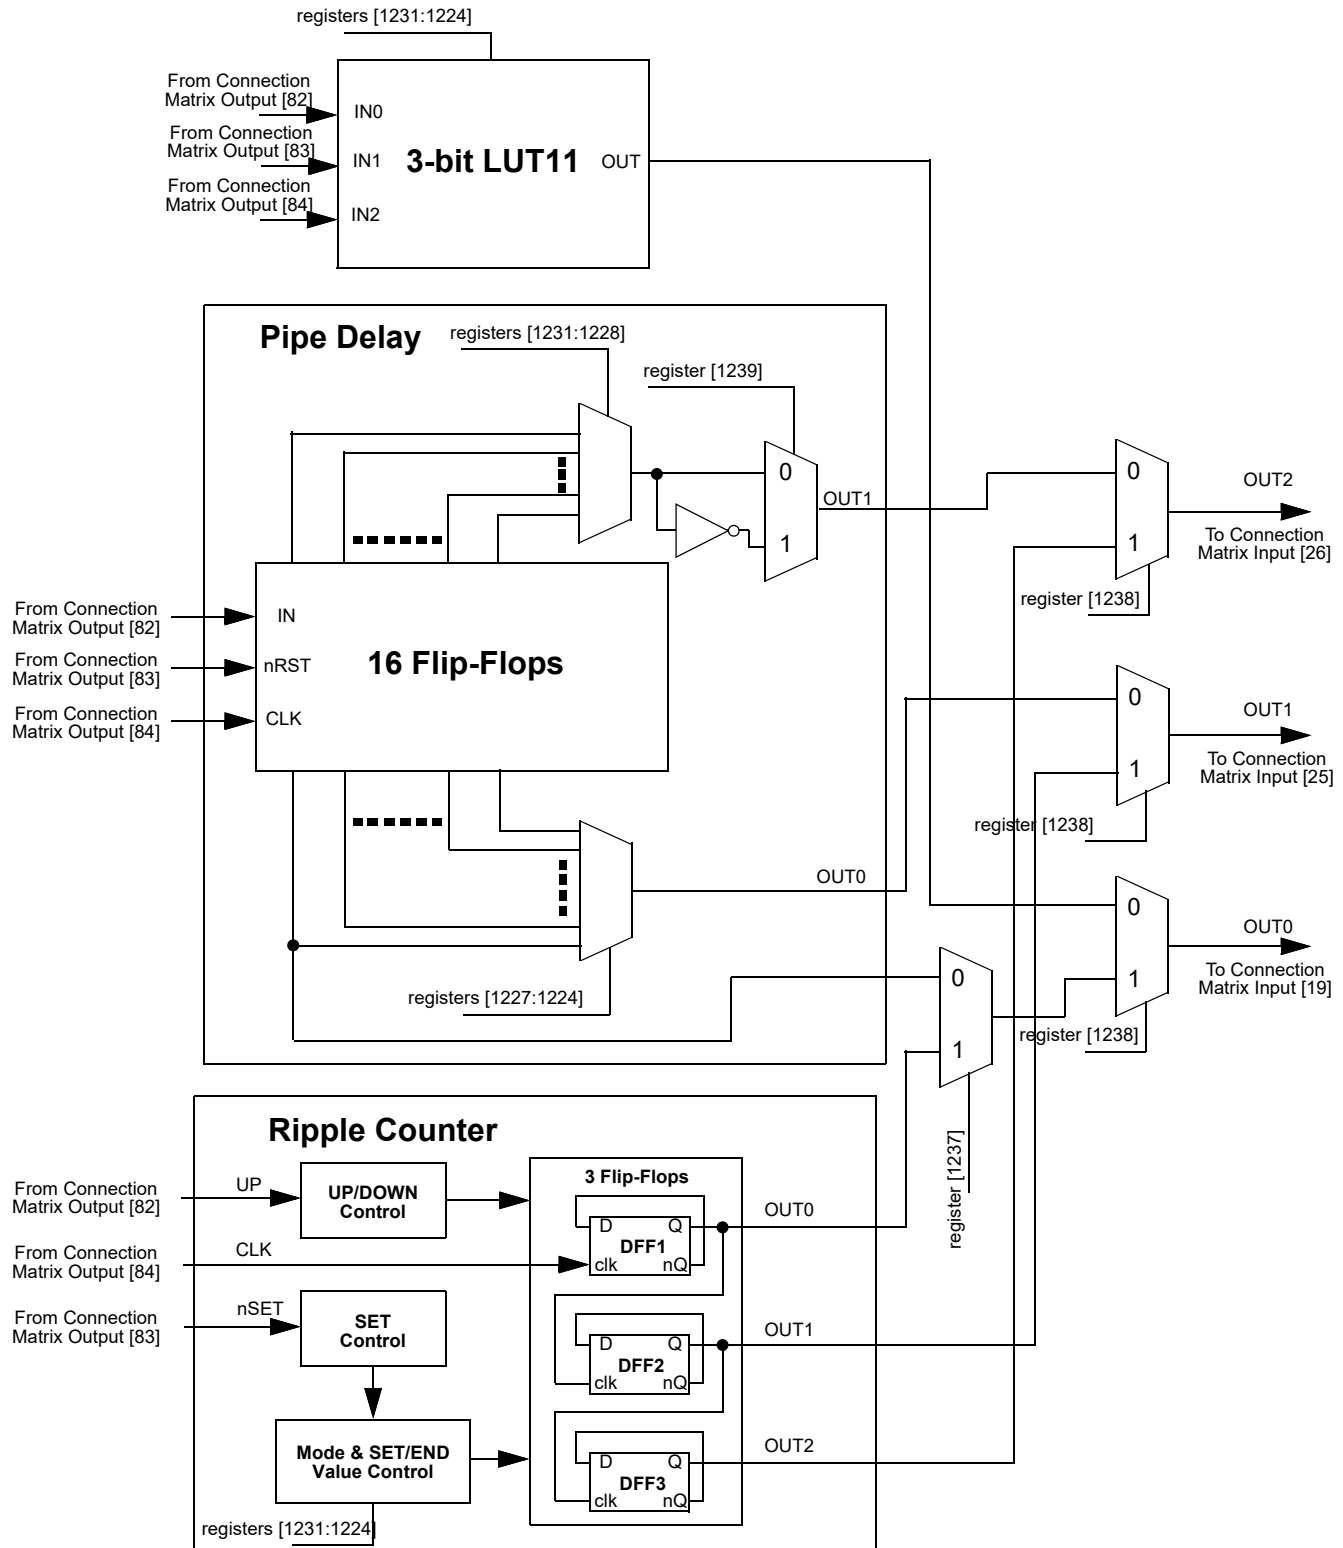 registers [1231:1224]
From Connection
Matrix Output [82]
IN0
From Connection
Matrix Output [83]
IN1
3-bit LUT11
OUT
From Connection
Matrix Output [84]
IN2
Pipe Delay
registers [1231:1228]
register [1239]
0
1
OUT1
0
1
OUT2
To Connection
Matrix Input [26]
register [1238]
From Connection
Matrix Output [82]
IN
From Connection
Matrix Output [83]
nRST
16 Flip-Flops
From Connection
Matrix Output [84]
CLK
0
1
OUT1
To Connection
Matrix Input [25]
register [1238]
OUT0
registers [1227:1224]
0
1
OUT0
To Connection
Matrix Input [19]
register [1238]
0
1
register [1237]
Ripple Counter
From Connection
Matrix Output [82]
UP
UP/DOWN
Control
3 Flip-Flops
D
Q
DFF1
clk
nQ
OUT0
From Connection
Matrix Output [84]
CLK
From Connection
Matrix Output [83]
nSET
SET
Control
D
Q
DFF2
clk
nQ
OUT1
Mode & SET/END
Value Control
D
Q
DFF3
clk
nQ
OUT2
registers [1231:1224]